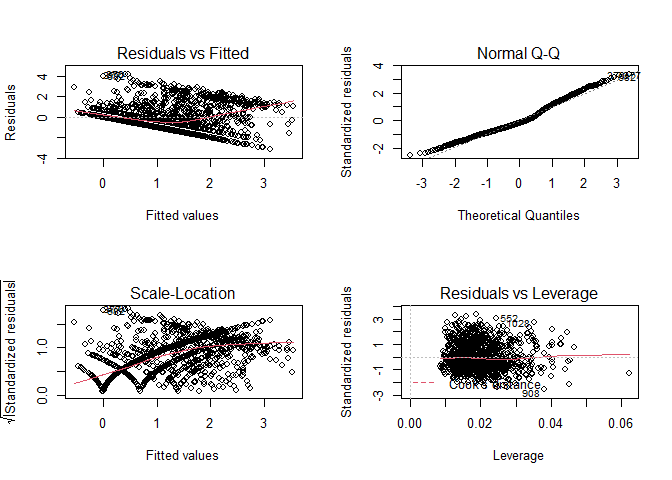 Residuals vs Fitted
Residuals
4
2
0
-4
0 1 2 3
Fitted values
Normal Q-Q
Standardized residuals
4
2
0
-2
-3 -2 -1 0 1 2 3
Theoretical Quantiles
Scale-Location
√|Standardized residuals|
1.0
0.0
0 1 2 3
Fitted values
Residuals vs Leverage
Standardized residuals
3
1
-1
-3
552
1028
908
Cook's distance
0.00 0.02 0.04 0.06
Leverage